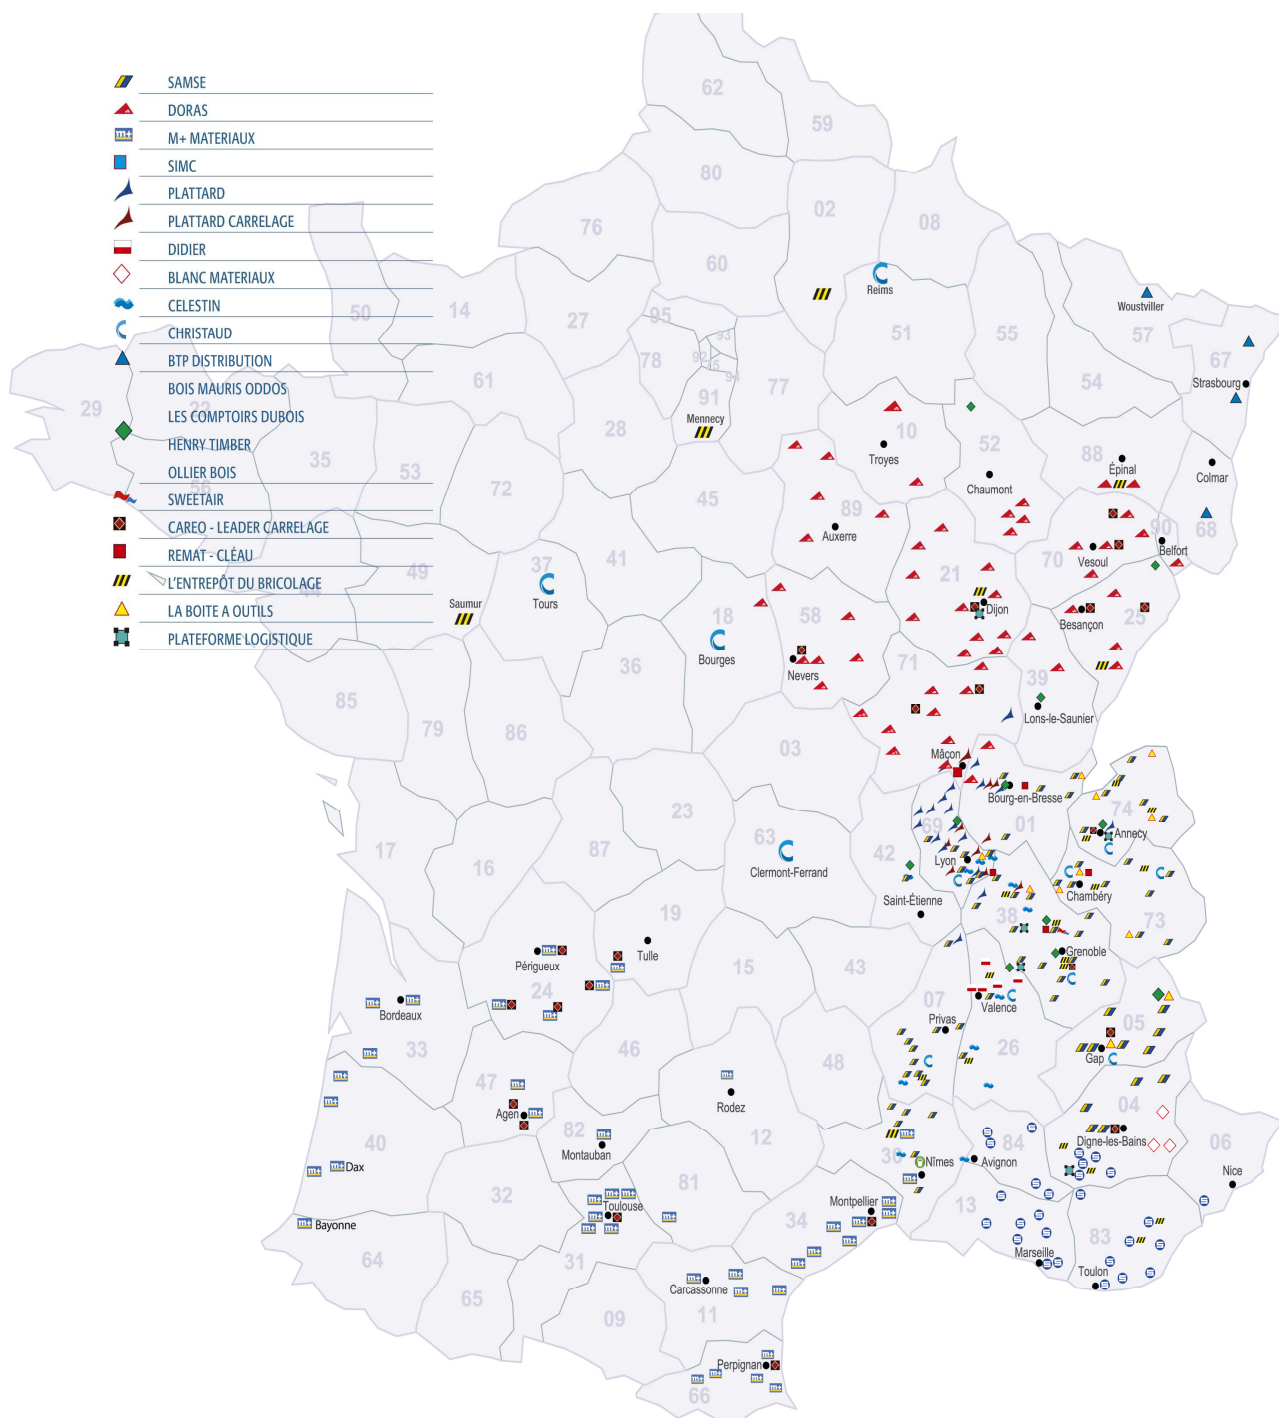 SAMSE
DORAS
M+ MATERIAUX
SIMC
PLATTARD
PLATTARD CARRELAGE
DIDIER
BLANC MATERIAUX
CELESTIN
CHRISTAUD
BTP DISTRIBUTION
BOIS MAURIS ODDOS
LES COMPTOIRS DUBOIS
HENRY TIMBER
OLLIER BOIS
SWEETAIR
CAREO - LEADER CARRELAGE
REMAT - CLÉAU
L'ENTREPÔT DU BRICOLAGE
LA BOITE A OUTILS
PLATEFORME LOGISTIQUE
62
59
80
02
08
76
60
Reims
Woustviller
50
14
27
95
93
92
75
94
78
51
55
57
67
Strasbourg
29
22
61
91
77
54
Mennecy
35
53
28
10
52
88
Troyes
Épinal
Colmar
56
72
45
Chaumont
89
Auxerre
90
68
Belfort
70
Vesoul
49
44
37
Tours
41
21
Dijon
Saumur
18
58
Besançon
25
Bourges
36
Nevers
71
39
85
79
86
Lons-le-Saunier
03
Mâcon
Bourg-en-Bresse
74
23
01
17
16
87
63
42
69
Annecy
Lyon
Clermont-Ferrand
Chambéry
Saint-Étienne
19
38
73
Tulle
Périgueux
Grenoble
15
43
24
Bordeaux
Valence
07
Privas
05
33
46
48
26
Gap
47
Rodez
04
Agen
82
Montauban
12
Digne-les-Bains
40
30
84
06
Dax
Nîmes
Avignon
Nice
32
81
Toulouse
Montpellier
34
13
Bayonne
83
64
31
Marseille
Toulon
65
Carcassonne
09
11
Perpignan
66